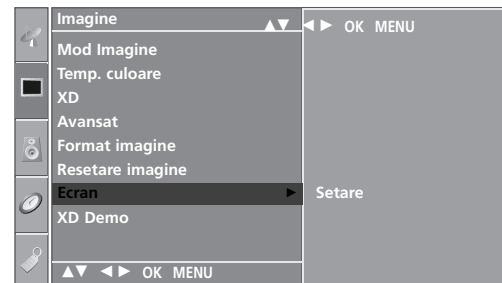 Imagine ▲▼ ◄► OK MENU
Mod Imagine
Temp. culoare
XD
Avansat
Format imagine
Resetare imagine
Ecran ► Setare
XD Demo
▲▼ ◄► OK MENU